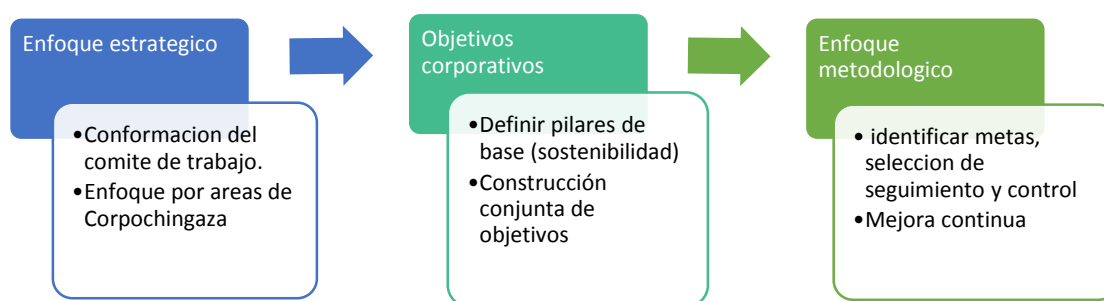 Enfoque estrategico
•Conformacion del
comite de trabajo.
•Enfoque por areas de
Corpochingaza
Objetivos
corporativos
•Definir pilares de
base (sostenibilidad)
•Construcción
conjunta de
objetivos
Enfoque
metodologico
• identificar metas,
seleccion de
seguimiento y control
•Mejora continua